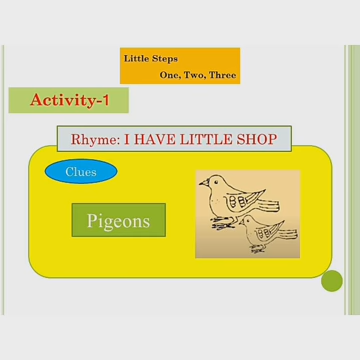 Little Steps
One, Two, Three
Activity-1
Rhyme: I HAVE LITTLE SHOP
Clues
Pigeons